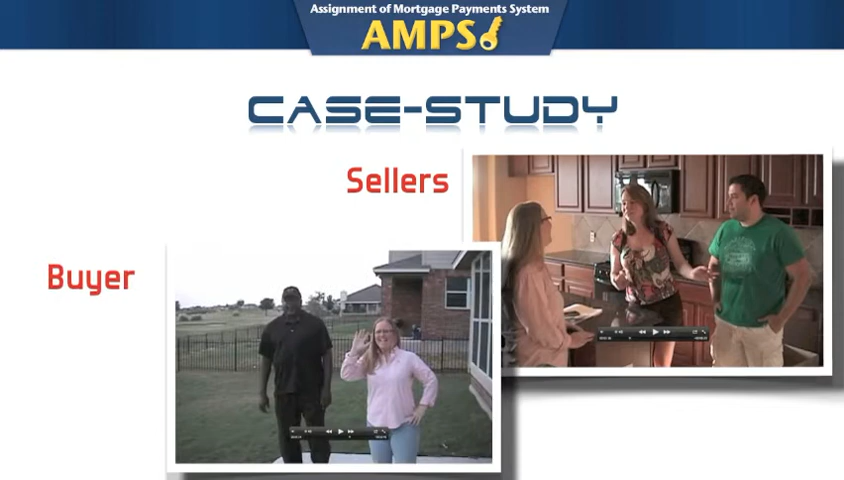 Assignment of Mortgage Payments System
AMPS
CASE-STUDY
Sellers
Buyer